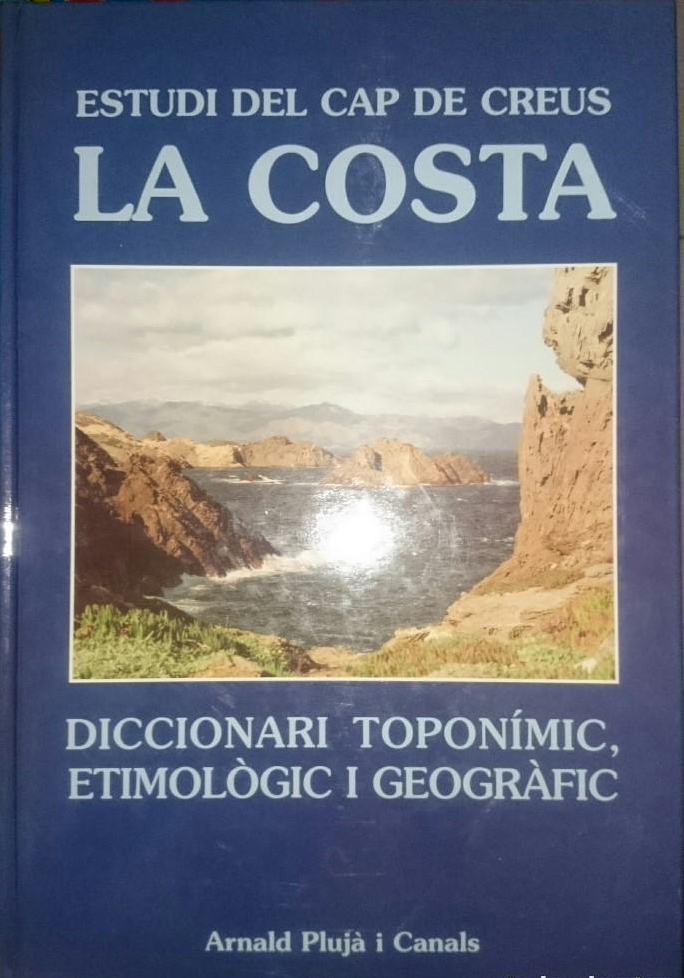 ESTUDI DEL CAP DE CREUS
LA COSTA
DICCIONARI TOPONÍMIC,
ETIMOLÒGIC I GEOGRÀFIC
Arnald Plujà i Canals